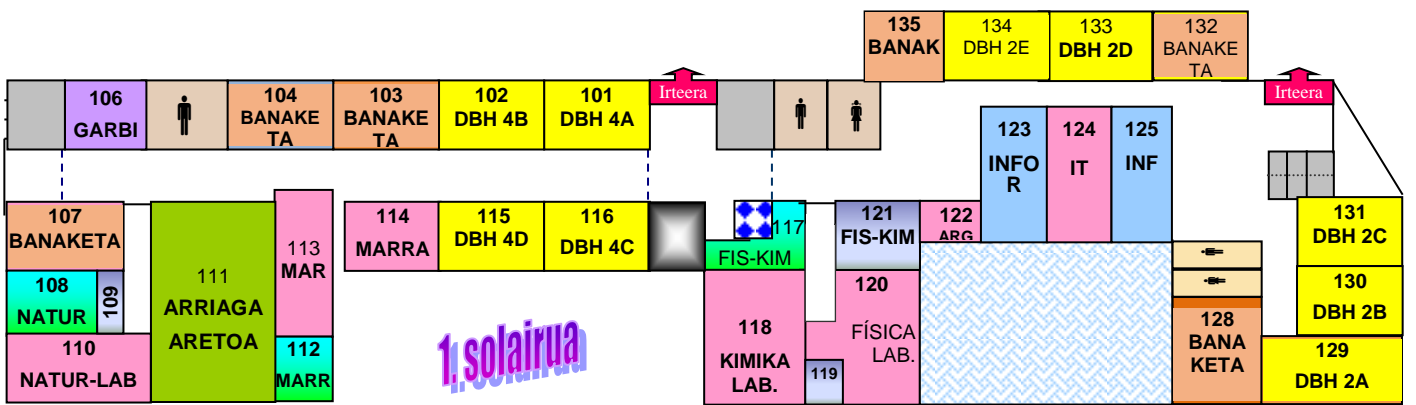 135
BANAK
134
DBH 2E
133
DBH 2D
132
BANAKE
TA
106
GARBI
104
BANAKE
TA
103
BANAKE
TA
102
DBH 4B
101
DBH 4A
Irteera
Irteera
123
INFO
R
124
IT
125
INF
107
BANAKETA
108
NATUR
109
110
NATUR-LAB
111
ARRIAGA
ARETOA
113
MAR
112
MARR
114
MARRA
115
DBH 4D
116
DBH 4C
117
FIS-KIM
121
FIS-KIM
122
ARG
118
KIMIKA
LAB.
119
120
FÍSICA
LAB.
128
BANA
KETA
131
DBH 2C
130
DBH 2B
129
DBH 2A
1. solairua